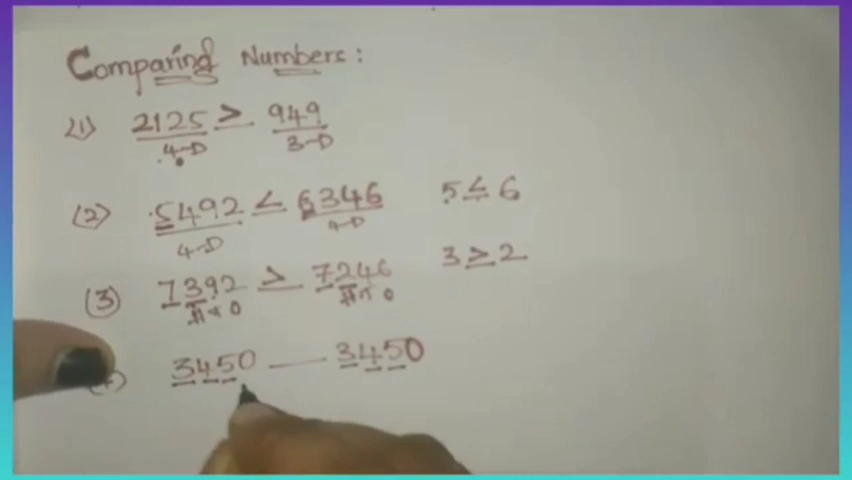 Comparing Numbers:
(1) 2125 > 949
4-D 3-D
(2) 5492 < 6346 5 < 6
4-D 4-D
(3) 7392 > 7246 3 > 2
H T O H T O
3450 ___ 3450